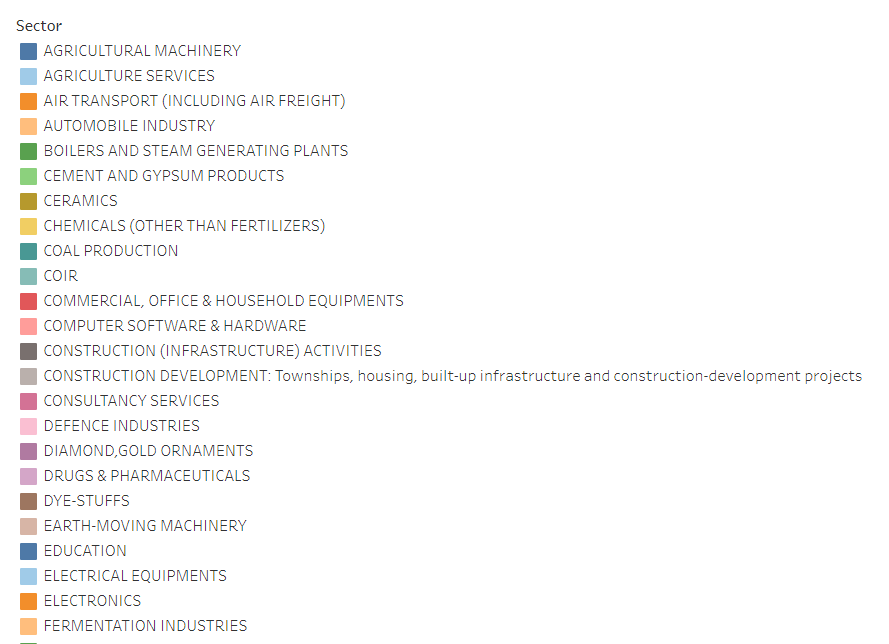 Sector
AGRICULTURAL MACHINERY
AGRICULTURE SERVICES
AIR TRANSPORT (INCLUDING AIR FREIGHT)
AUTOMOBILE INDUSTRY
BOILERS AND STEAM GENERATING PLANTS
CEMENT AND GYPSUM PRODUCTS
CERAMICS
CHEMICALS (OTHER THAN FERTILIZERS)
COAL PRODUCTION
COIR
COMMERCIAL, OFFICE & HOUSEHOLD EQUIPMENTS
COMPUTER SOFTWARE & HARDWARE
CONSTRUCTION (INFRASTRUCTURE) ACTIVITIES
CONSTRUCTION DEVELOPMENT: Townships, housing, built-up infrastructure and construction-development projects
CONSULTANCY SERVICES
DEFENCE INDUSTRIES
DIAMOND,GOLD ORNAMENTS
DRUGS & PHARMACEUTICALS
DYE-STUFFS
EARTH-MOVING MACHINERY
EDUCATION
ELECTRICAL EQUIPMENTS
ELECTRONICS
FERMENTATION INDUSTRIES